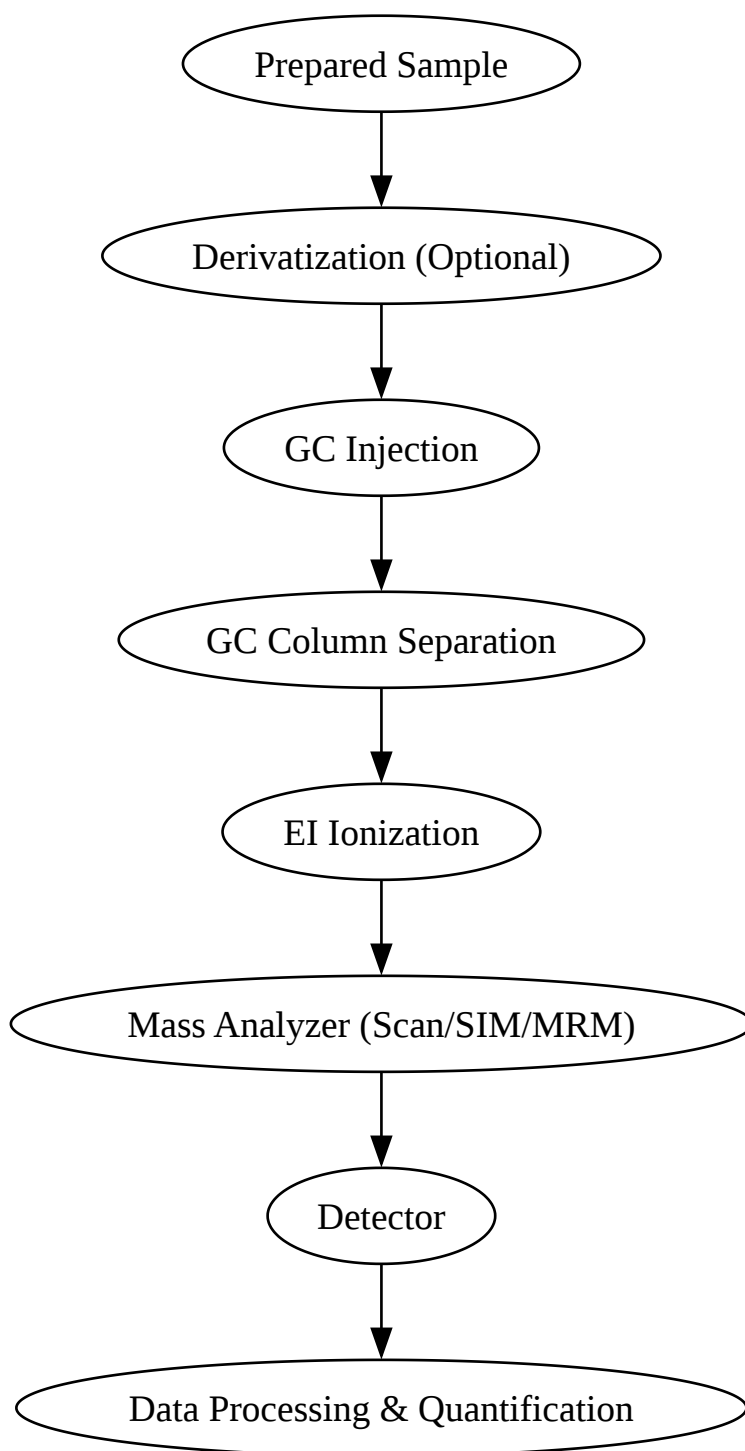 Prepared Sample
Derivatization (Optional)
GC Injection
GC Column Separation
EI Ionization
Mass Analyzer (Scan/SIM/MRM)
Detector
Data Processing & Quantification